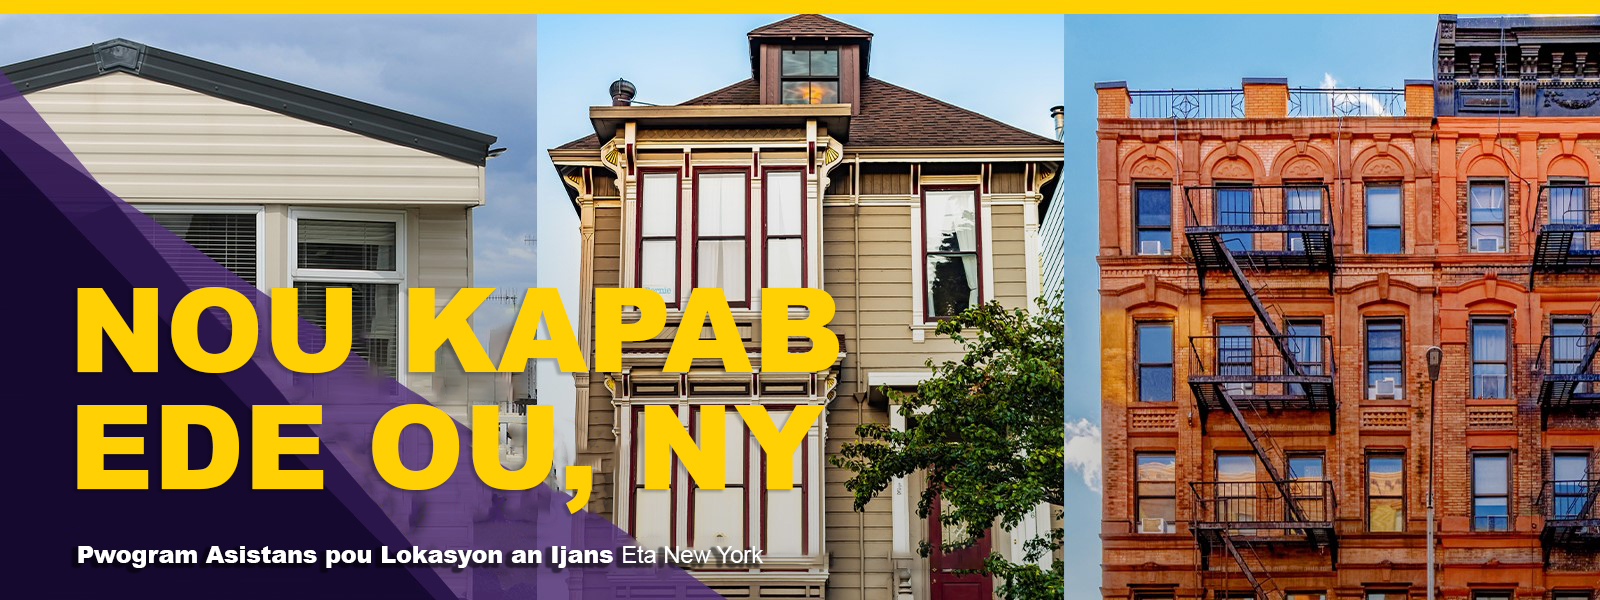 NOU KAPAB
EDE OU, NY
Pwogram Asistans pou Lokasyon an Ijans Eta New York